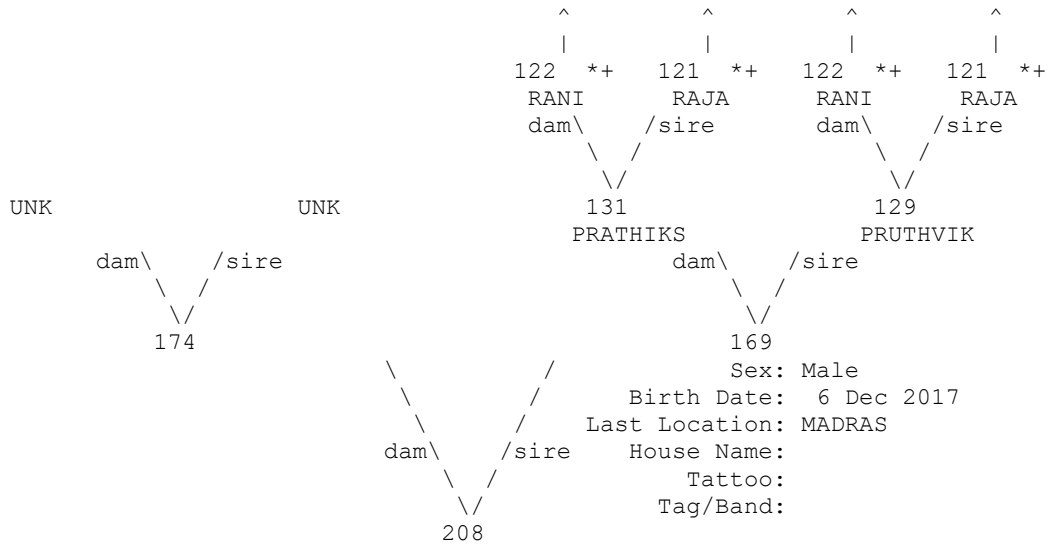 ^ ^ ^ ^
| | | |
122 *+ 121 *+ 122 *+ 121 *+
RANI RAJA RANI RAJA
dam\ /sire dam\ /sire
\ / \ /
\/ \/
UNK UNK 131 129
PRATHIKS PRUTHVIK
dam\ /sire dam\ /sire
\ / \ /
\/ \/
174 169
\ / Sex: Male
\ / Birth Date: 6 Dec 2017
\ / Last Location: MADRAS
dam\ /sire House Name:
\ / Tattoo:
\/ Tag/Band:
208